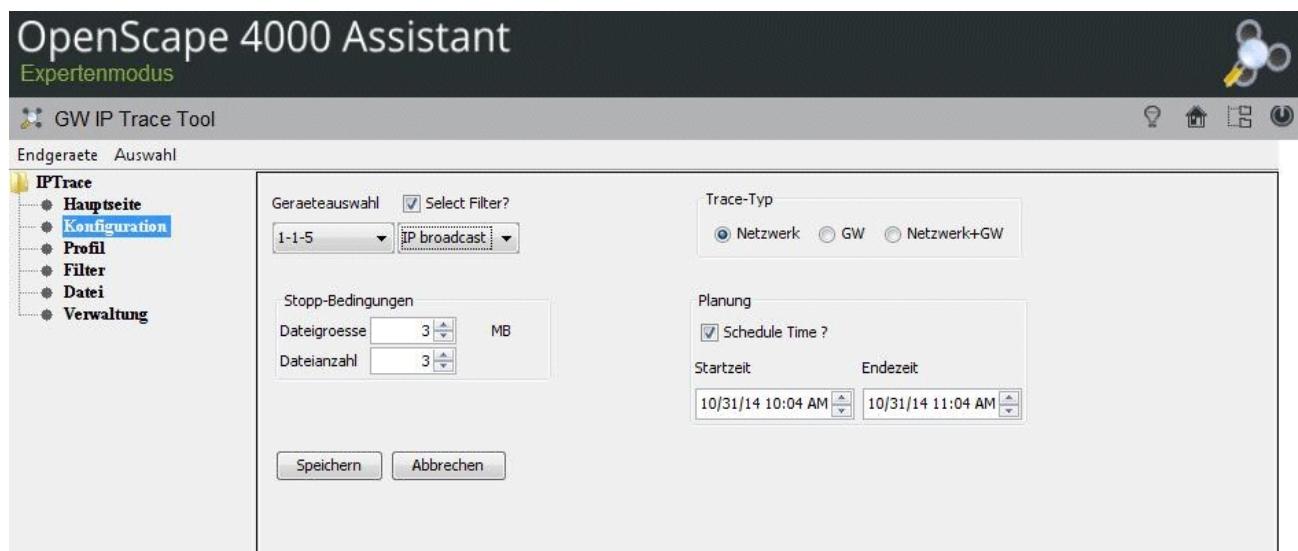 OpenScape 4000 Assistant
Expertenmodus
GW IP Trace Tool
Endgeraete Auswahl
IPTrace
Hauptseite
Konfiguration
Profil
Filter
Datei
Verwaltung
Geraeteauswahl Select Filter?
1-1-5 IP broadcast
Trace-Typ
Netzwerk GW Netzwerk+GW
Stopp-Bedingungen
Dateigroesse 3 MB
Dateianzahl 3
Planung
Schedule Time ?
Startzeit Endezeit
10/31/14 10:04 AM 10/31/14 11:04 AM
Speichern Abbrechen